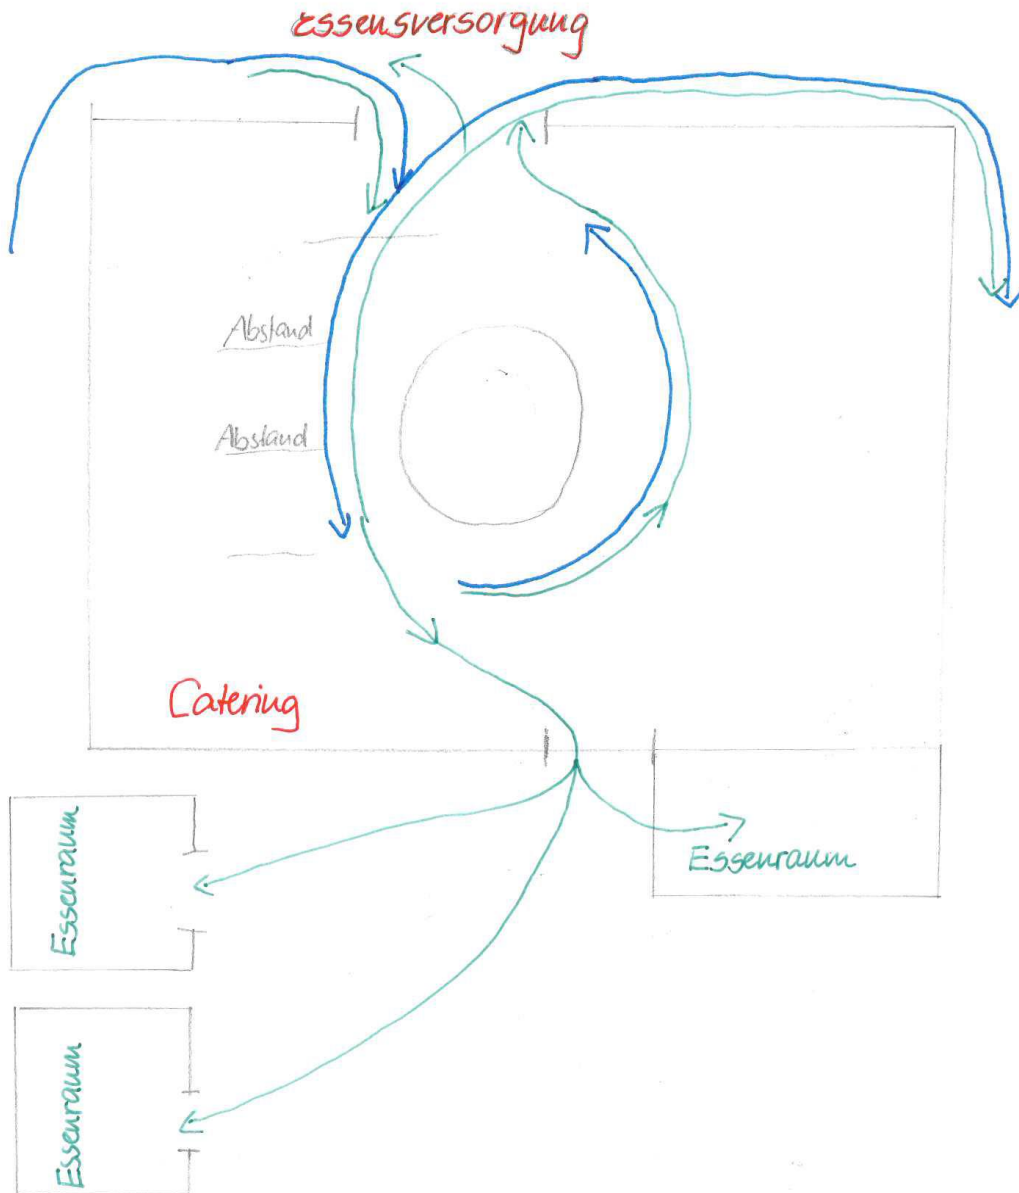 Essensversorgung
Abstand
Abstand
Catering
Essenraum
Essenraum
Essenraum